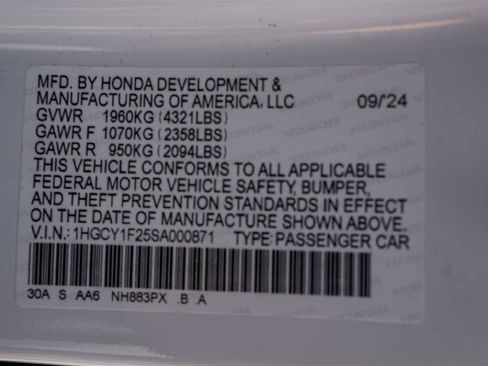 MFD. BY HONDA DEVELOPMENT &
MANUFACTURING OF AMERICA, LLC 09/24
GVWR 1960KG (4321LBS)
GAWR F 1070KG (2358LBS)
GAWR R 950KG (2094LBS)
THIS VEHICLE CONFORMS TO ALL APPLICABLE
FEDERAL MOTOR VEHICLE SAFETY, BUMPER,
AND THEFT PREVENTION STANDARDS IN EFFECT
ON THE DATE OF MANUFACTURE SHOWN ABOVE.
V.I.N.: 1HGCY1F25SA000871 TYPE: PASSENGER CAR
30A S AA6 NH883PX B A